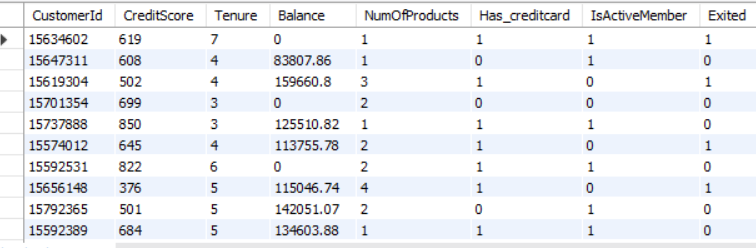 CustomerId CreditScore Tenure Balance NumOfProducts Has_creditcard IsActiveMember Exited
15634602 619 7 0 1 1 1 1
15647311 608 4 83807.86 1 0 1 0
15619304 502 4 159660.8 3 1 0 1
15701354 699 3 0 2 0 0 0
15737888 850 3 125510.82 1 1 1 0
15574012 645 4 113755.78 2 1 0 1
15592531 822 6 0 2 1 1 0
15656148 376 5 115046.74 4 1 0 1
15792365 501 5 142051.07 2 0 1 0
15592389 684 5 134603.88 1 1 1 0